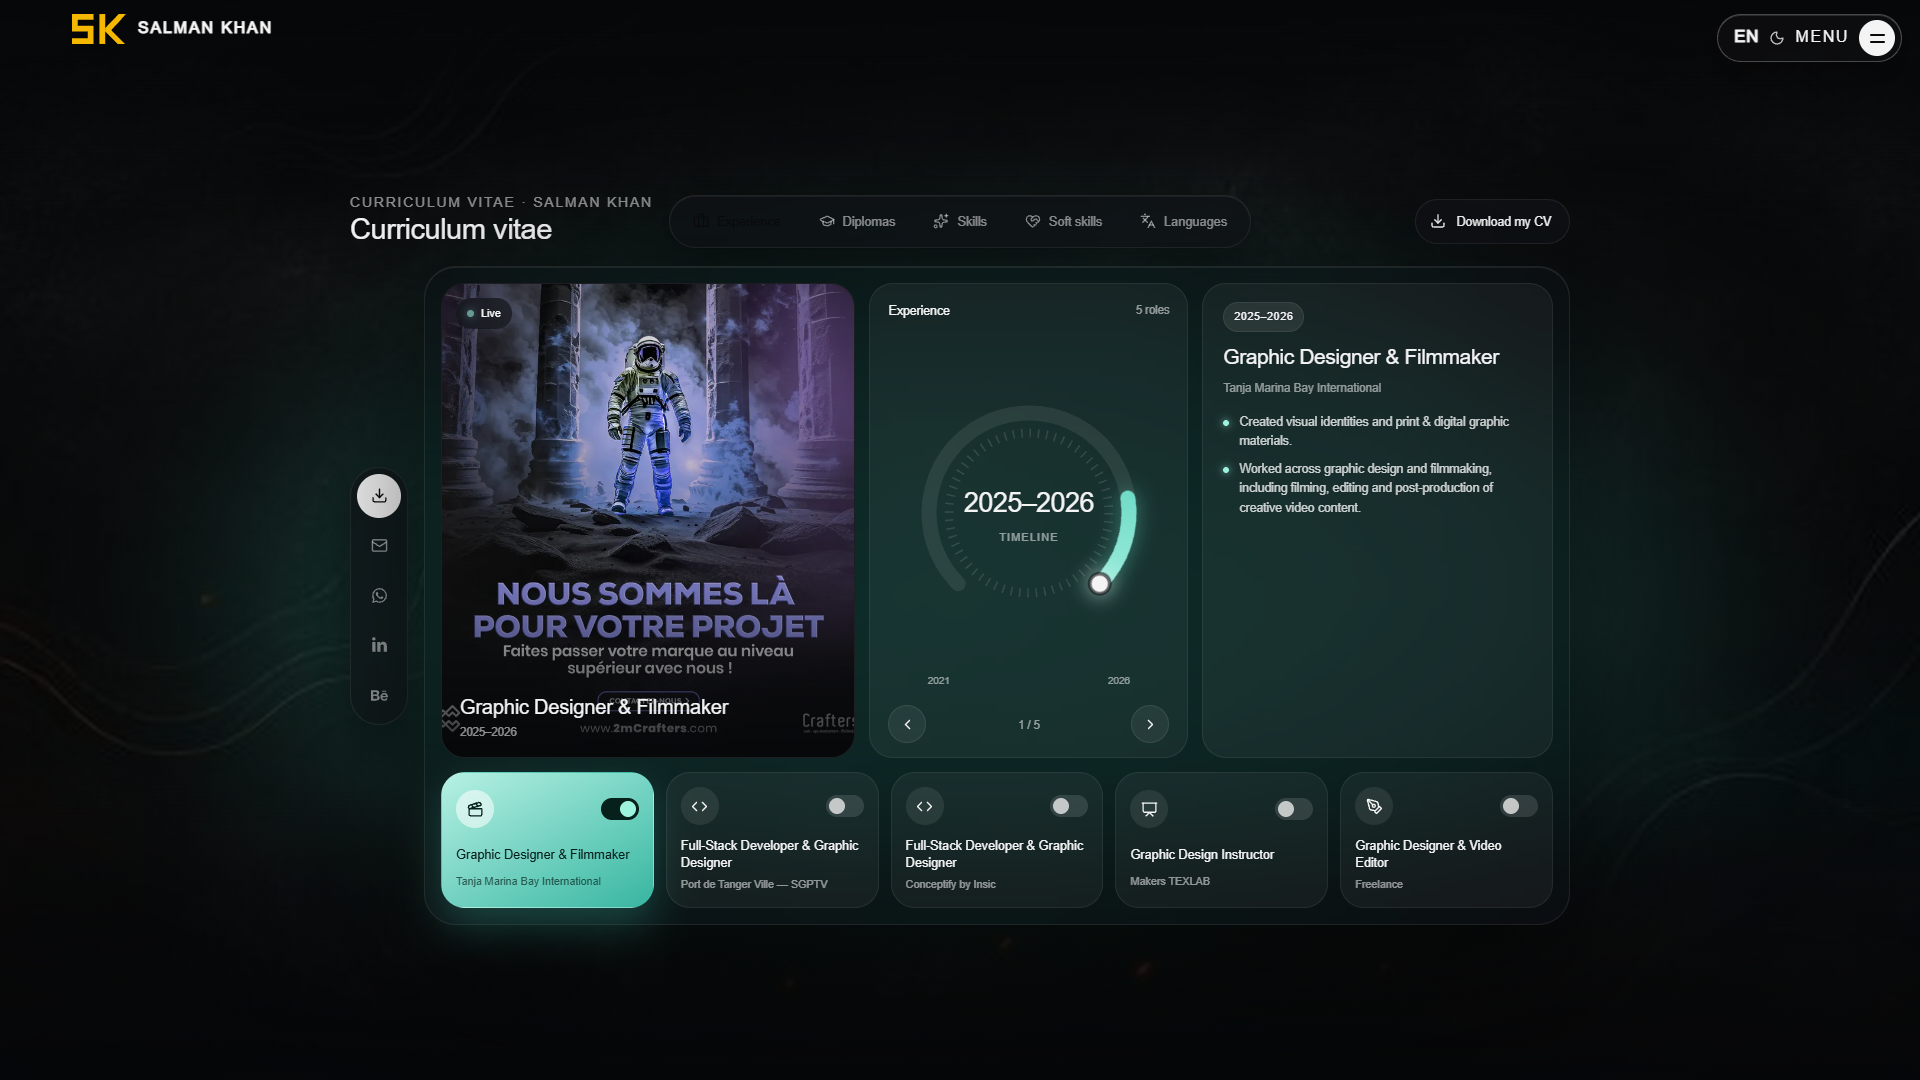 SK SALMAN KHAN
EN MENU
CURRICULUM VITAE · SALMAN KHAN
Curriculum vitae
Experience
Diplomas
Skills
Soft skills
Languages
Download my CV
Live
NOUS SOMMES LÀ
POUR VOTRE PROJET
Faites passer votre marque au niveau
supérieur avec nous !
Graphic Designer & Filmmaker
2025–2026
www.2mCrafters.com
Crafters
Experience
5 roles
2025–2026
TIMELINE
2021
2026
1 / 5
2025–2026
Graphic Designer & Filmmaker
Tanja Marina Bay International
Created visual identities and print & digital graphic
materials.
Worked across graphic design and filmmaking,
including filming, editing and post-production of
creative video content.
in
Bē
Graphic Designer & Filmmaker
Tanja Marina Bay International
Full-Stack Developer & Graphic
Designer
Port de Tanger Ville — SGPTV
Full-Stack Developer & Graphic
Designer
Conceptify by Insic
Graphic Design Instructor
Makers TEXLAB
Graphic Designer & Video
Editor
Freelance